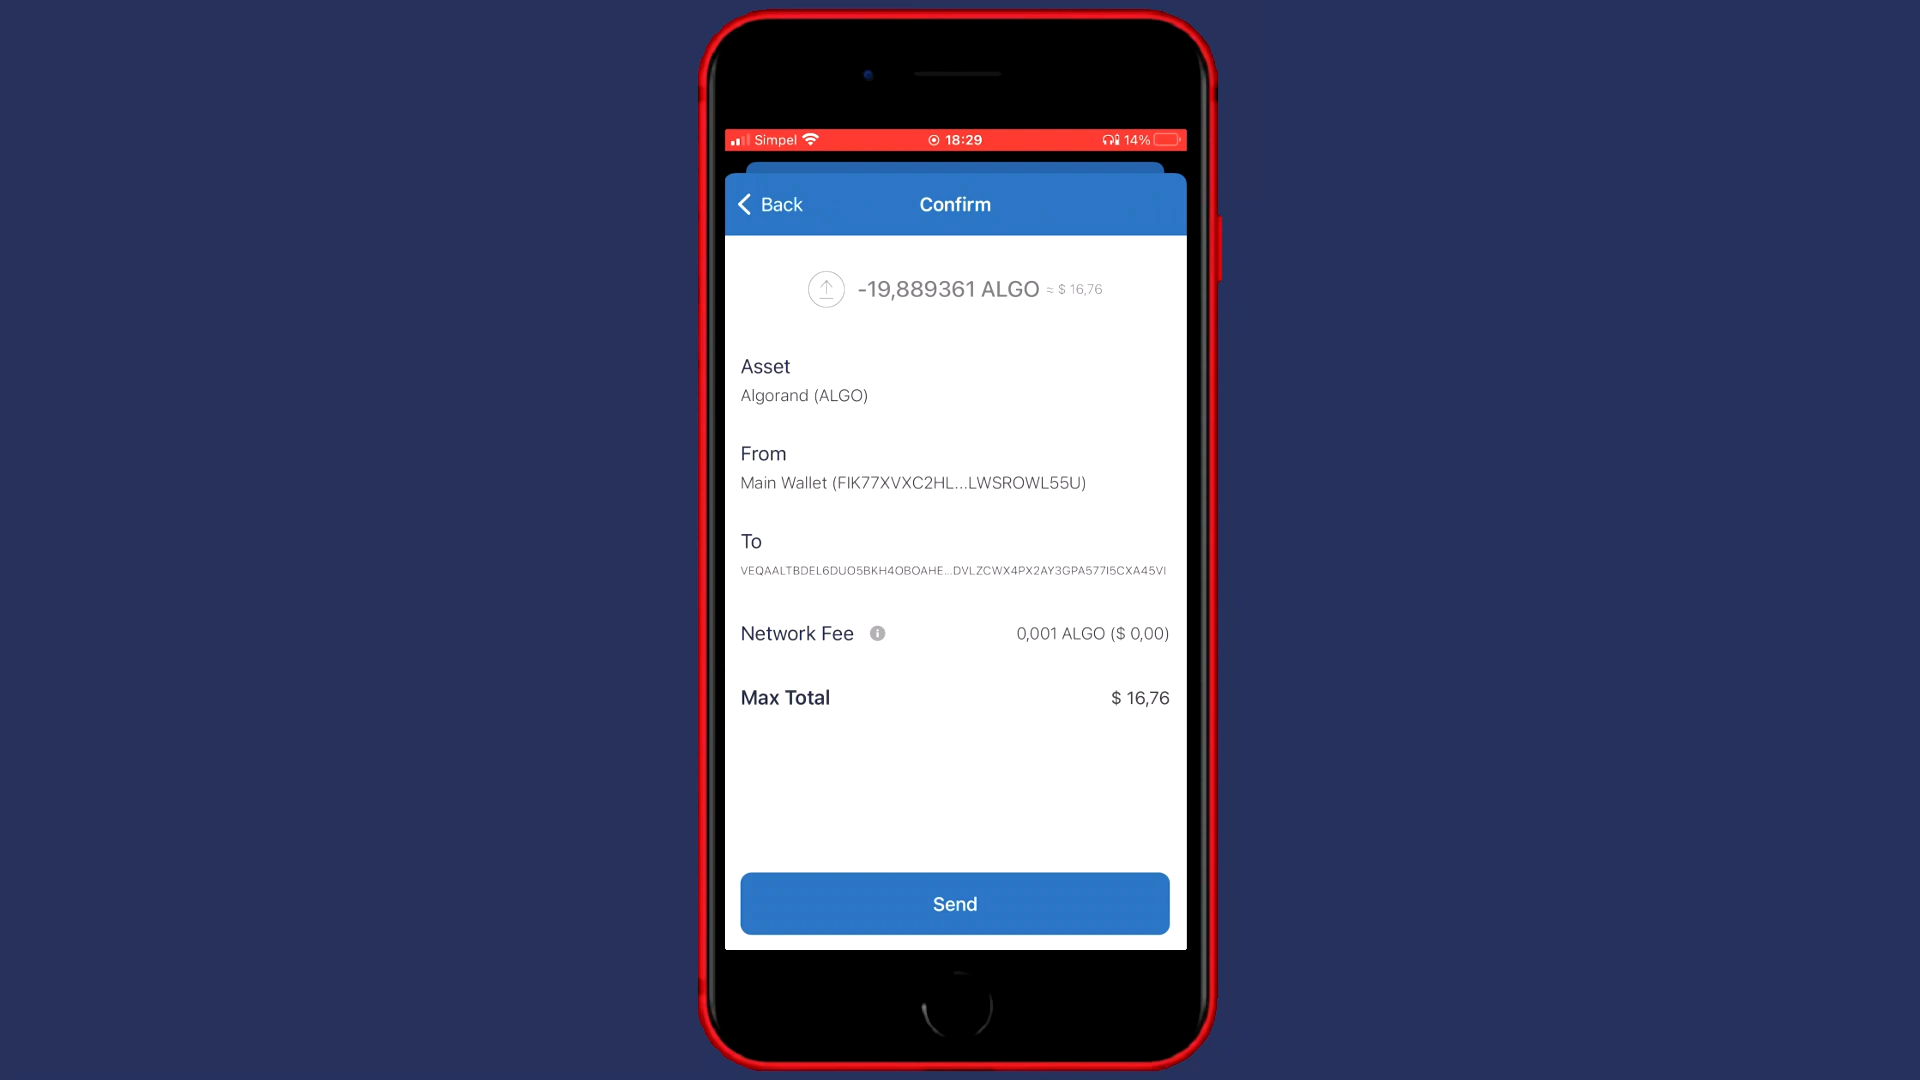 Simpel 18:29 14%
Back Confirm
-19,889361 ALGO ≈ $ 16,76
Asset
Algorand (ALGO)
From
Main Wallet (FIK77XVXC2HL...LWSROWL55U)
To
VEQAALTBDEL6DUO5BKH4OBOAHE...DVLZCWX4PX2AY3GPA577I5CXA45VI
Network Fee 0,001 ALGO ($ 0,00)
Max Total $ 16,76
Send